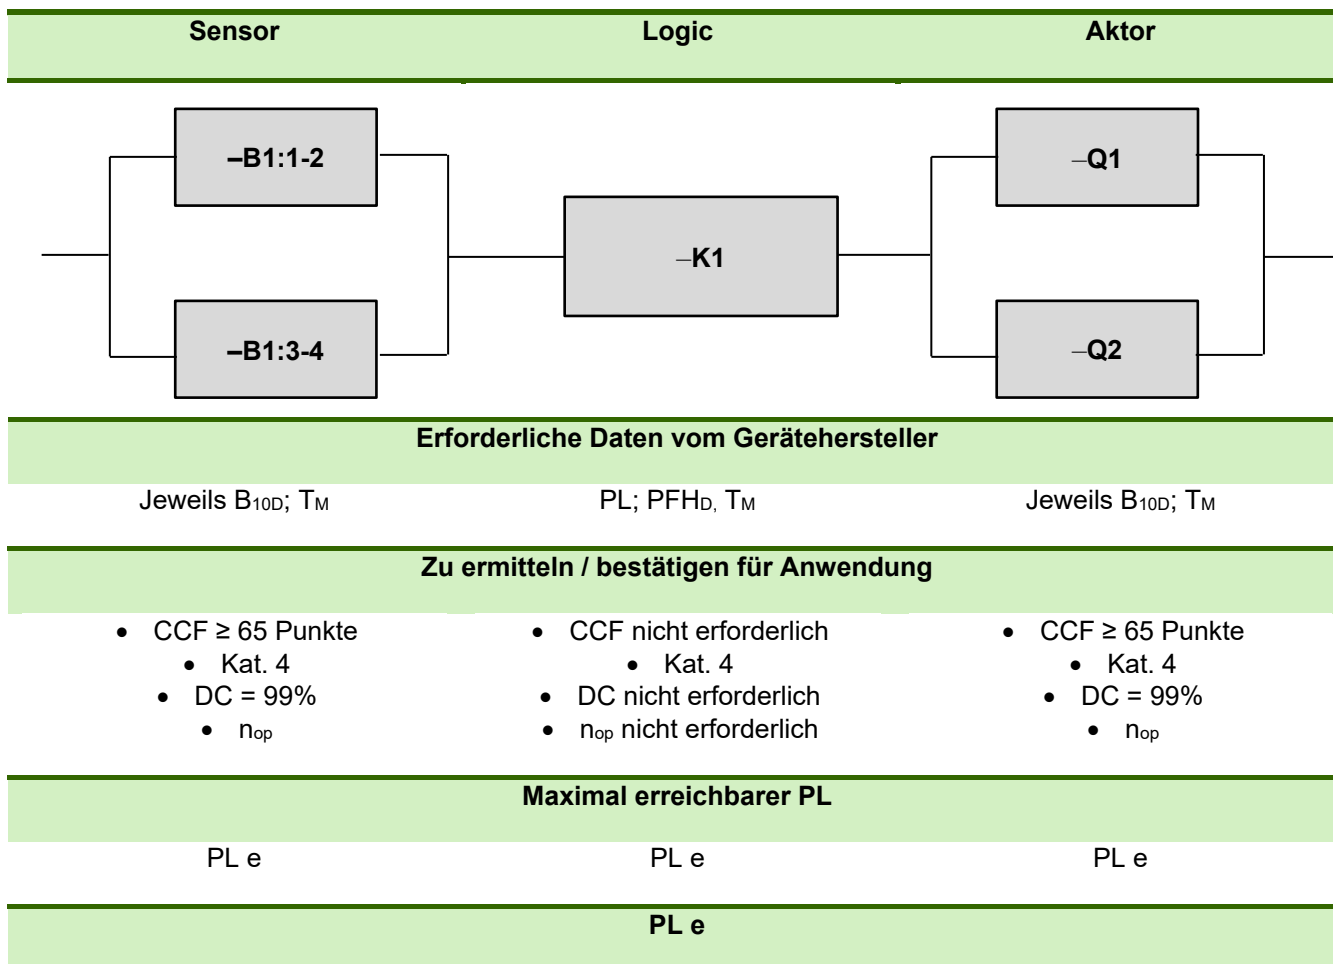 Sensor Logic Aktor
–B1:1-2
–Q1
–K1
–B1:3-4
–Q2
Erforderliche Daten vom Gerätehersteller
Jeweils B10D; TM PL; PFHD, TM Jeweils B10D; TM
Zu ermitteln / bestätigen für Anwendung
• CCF ≥ 65 Punkte
• Kat. 4
• DC = 99%
• nop
• CCF nicht erforderlich
• Kat. 4
• DC nicht erforderlich
• nop nicht erforderlich
• CCF ≥ 65 Punkte
• Kat. 4
• DC = 99%
• nop
Maximal erreichbarer PL
PL e PL e PL e
PL e